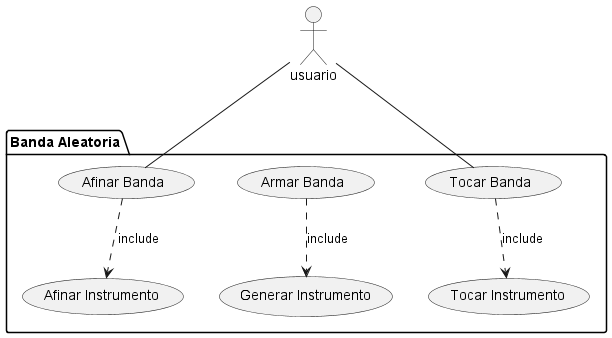 usuario
Banda Aleatoria
Afinar Banda
Armar Banda
Tocar Banda
include
include
include
Afinar Instrumento
Generar Instrumento
Tocar Instrumento